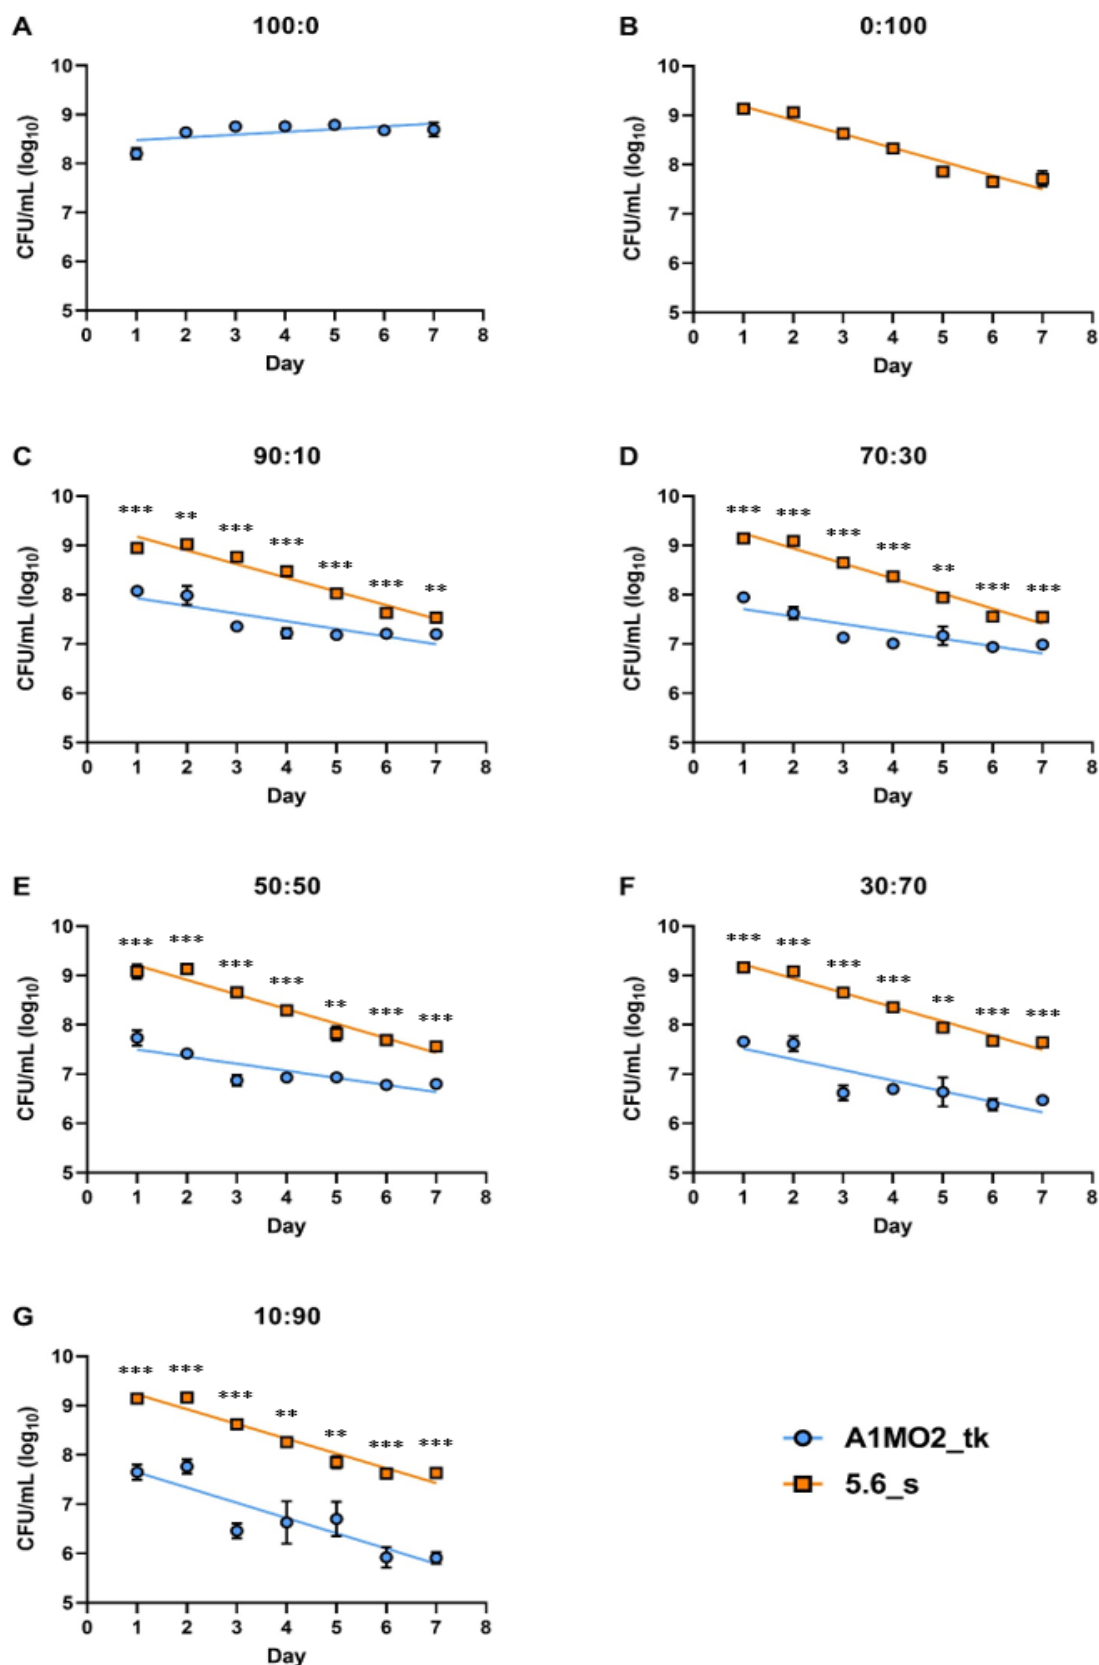 A 100:0
CFU/mL (log10)
10
9
8
7
6
5
0 1 2 3 4 5 6 7 8
Day
B 0:100
CFU/mL (log10)
10
9
8
7
6
5
0 1 2 3 4 5 6 7 8
Day
C 90:10
CFU/mL (log10)
10
9
8
7
6
5
*** ** *** *** *** *** **
0 1 2 3 4 5 6 7 8
Day
D 70:30
CFU/mL (log10)
10
9
8
7
6
5
*** *** *** *** ** *** ***
0 1 2 3 4 5 6 7 8
Day
E 50:50
CFU/mL (log10)
10
9
8
7
6
5
*** *** *** *** ** *** ***
0 1 2 3 4 5 6 7 8
Day
F 30:70
CFU/mL (log10)
10
9
8
7
6
5
*** *** *** *** ** *** ***
0 1 2 3 4 5 6 7 8
Day
G 10:90
CFU/mL (log10)
10
9
8
7
6
5
*** *** *** ** ** *** ***
0 1 2 3 4 5 6 7 8
Day
A1MO2_tk
5.6_s